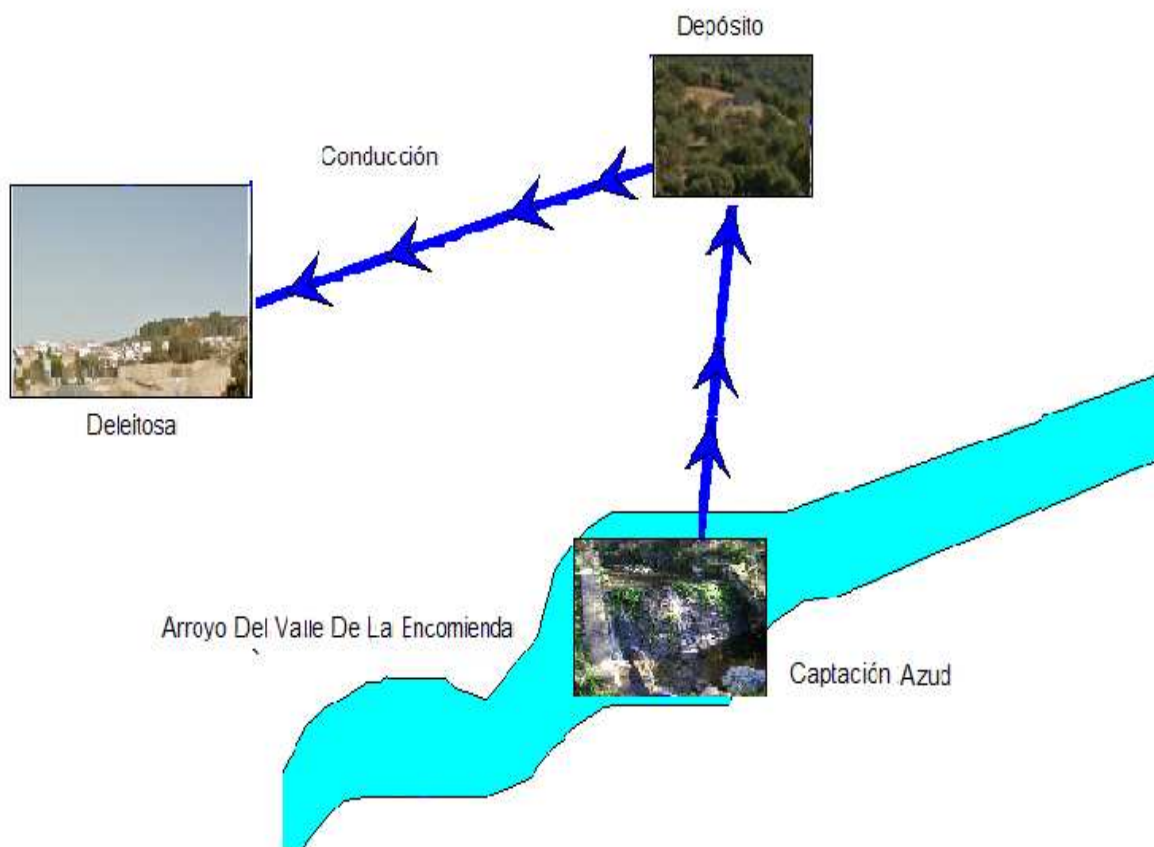 Depósito
Conducción
Deleitosa
Arroyo Del Valle De La Encomienda
Captación Azud